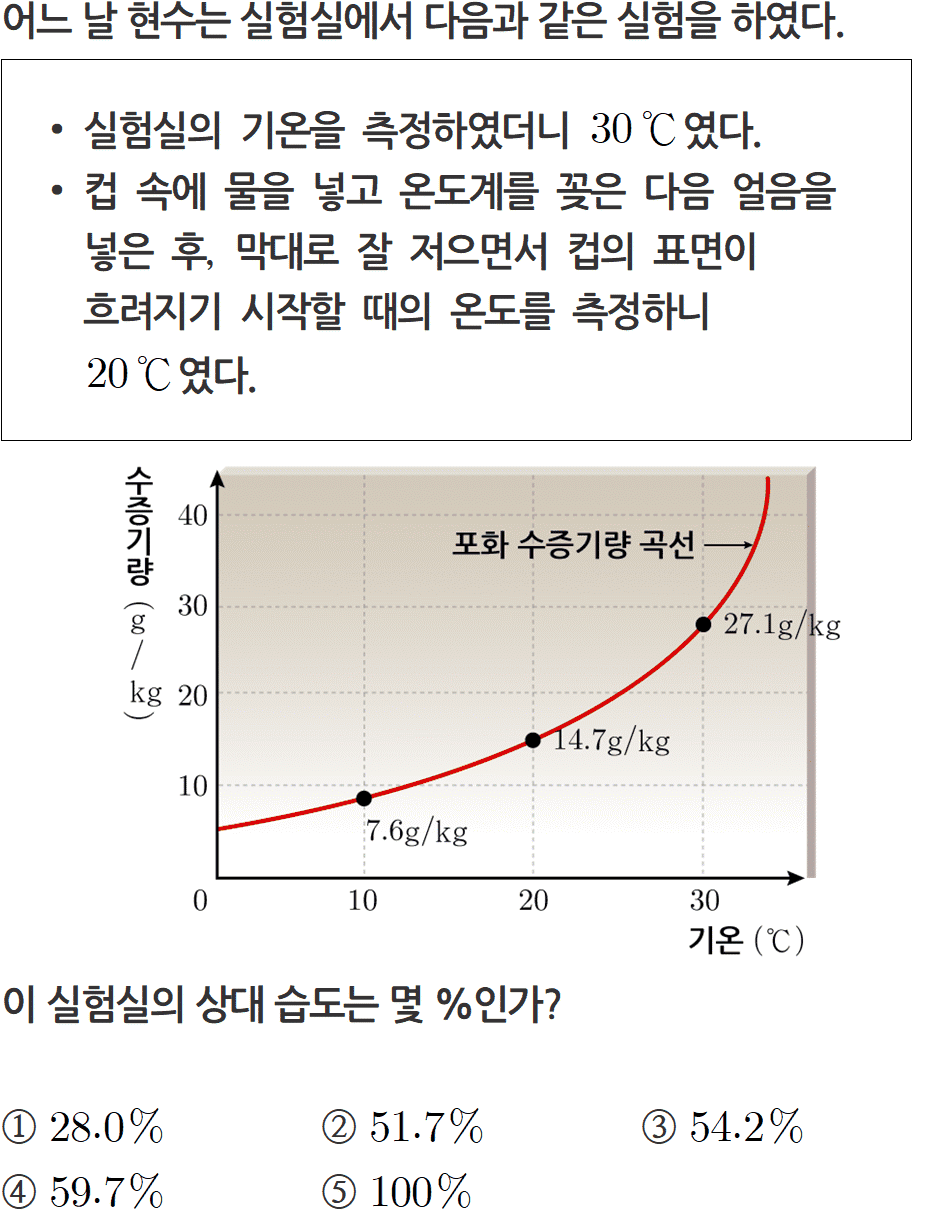 어느 날 현수는 실험실에서 다음과 같은 실험을 하였다.
• 실험실의 기온을 측정하였더니 30 ℃였다.
• 컵 속에 물을 넣고 온도계를 꽂은 다음 얼음을
넣은 후, 막대로 잘 저으면서 컵의 표면이
흐려지기 시작할 때의 온도를 측정하니
20 ℃였다.
수증기량 (g/kg)
40
포화 수증기량 곡선
30
27.1g/kg
20
14.7g/kg
10
7.6g/kg
0 10 20 30
기온 (℃)
이 실험실의 상대 습도는 몇 %인가?
① 28.0% ② 51.7% ③ 54.2%
④ 59.7% ⑤ 100%